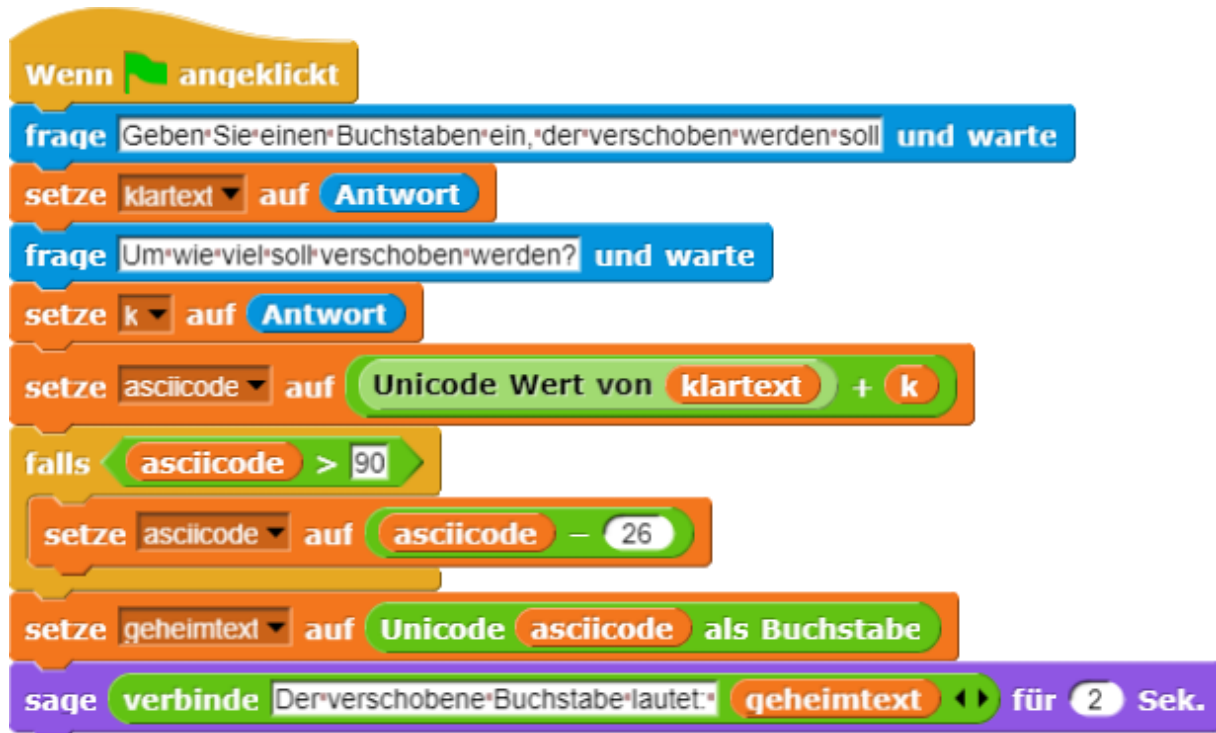 Wenn angeklickt
frage Geben Sie einen Buchstaben ein, der verschoben werden soll und warte
setze klartext auf Antwort
frage Um wie viel soll verschoben werden? und warte
setze k auf Antwort
setze asciicode auf Unicode Wert von klartext + k
falls asciicode > 90
setze asciicode auf asciicode − 26
setze geheimtext auf Unicode asciicode als Buchstabe
sage verbinde Der verschobene Buchstabe lautet: geheimtext für 2 Sek.